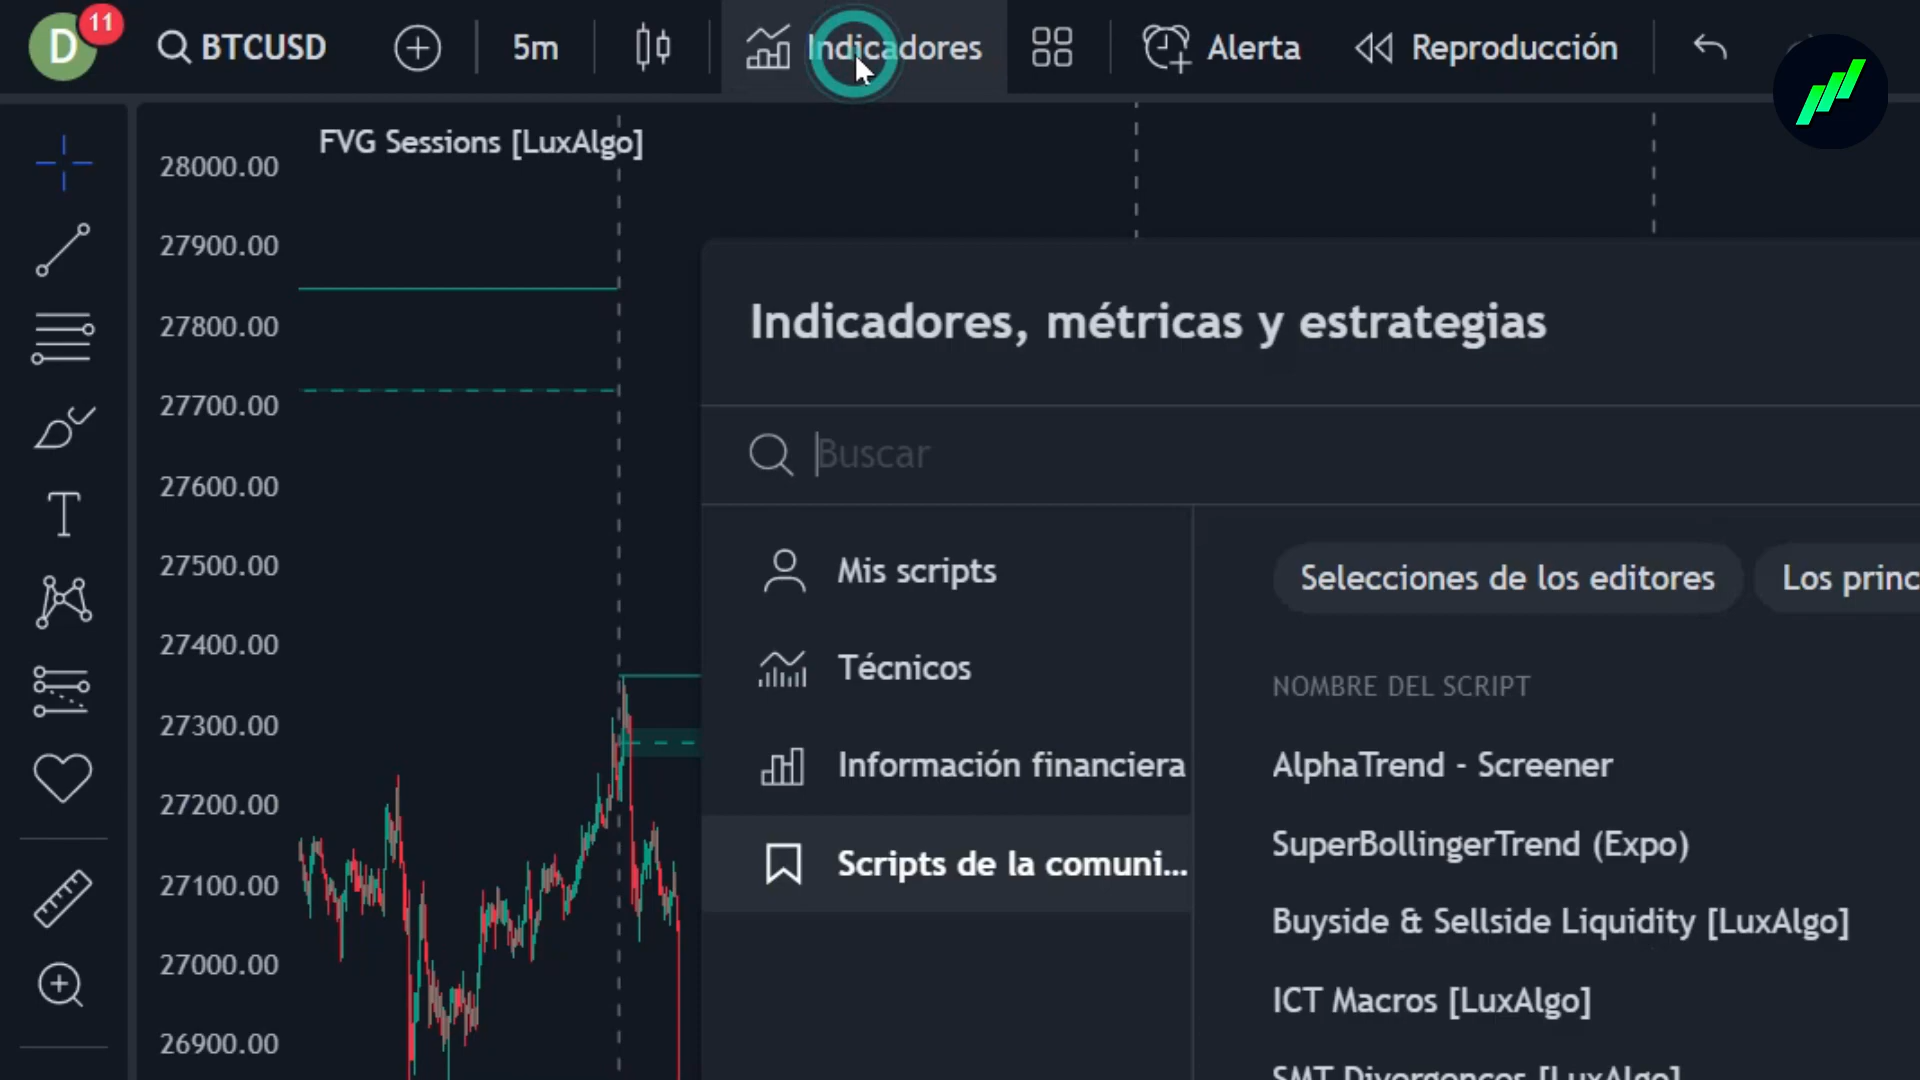 D 11 BTCUSD 5m Indicadores Alerta Reproducción
FVG Sessions [LuxAlgo]
28000.00
27900.00
27800.00
27700.00
27600.00
27500.00
27400.00
27300.00
27200.00
27100.00
27000.00
26900.00
Indicadores, métricas y estrategias
Buscar
Mis scripts
Técnicos
Información financiera
Scripts de la comuni...
Selecciones de los editores Los princ
NOMBRE DEL SCRIPT
AlphaTrend - Screener
SuperBollingerTrend (Expo)
Buyside & Sellside Liquidity [LuxAlgo]
ICT Macros [LuxAlgo]
SMT Divergences [LuxAlgo]